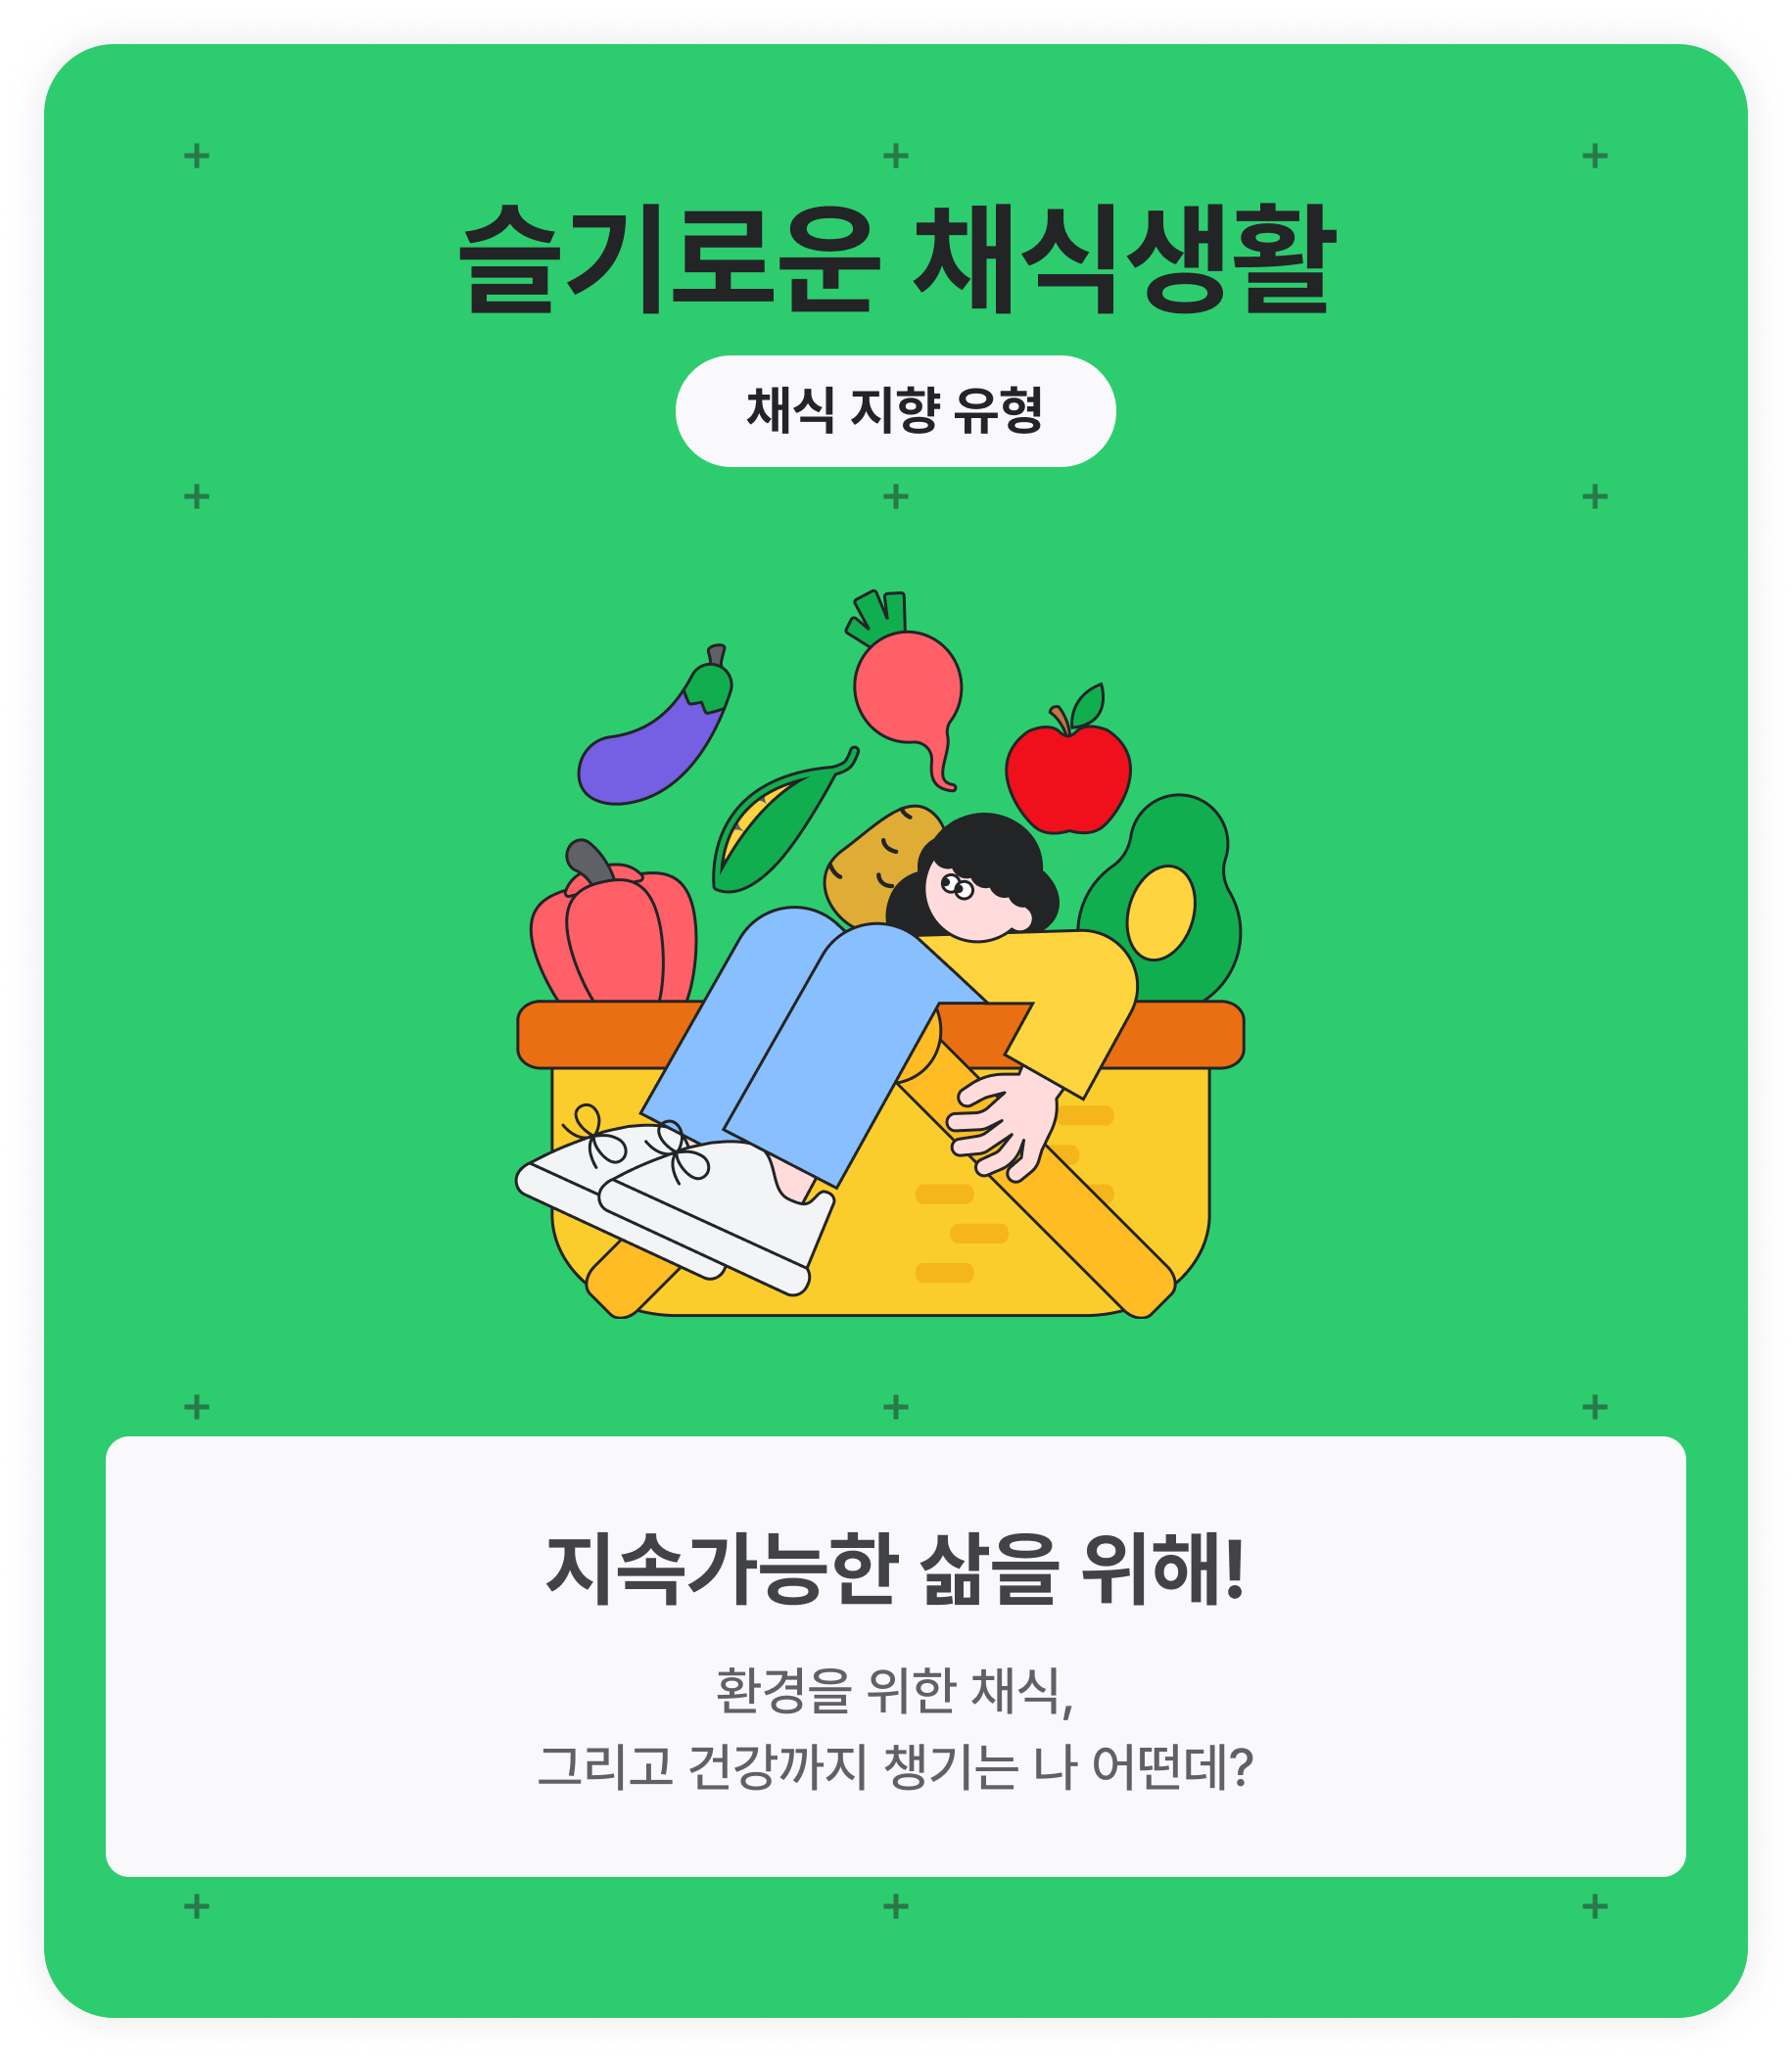 슬기로운 채식생활
채식 지향 유형
지속가능한 삶을 위해!
환경을 위한 채식,
그리고 건강까지 챙기는 나 어떤데?